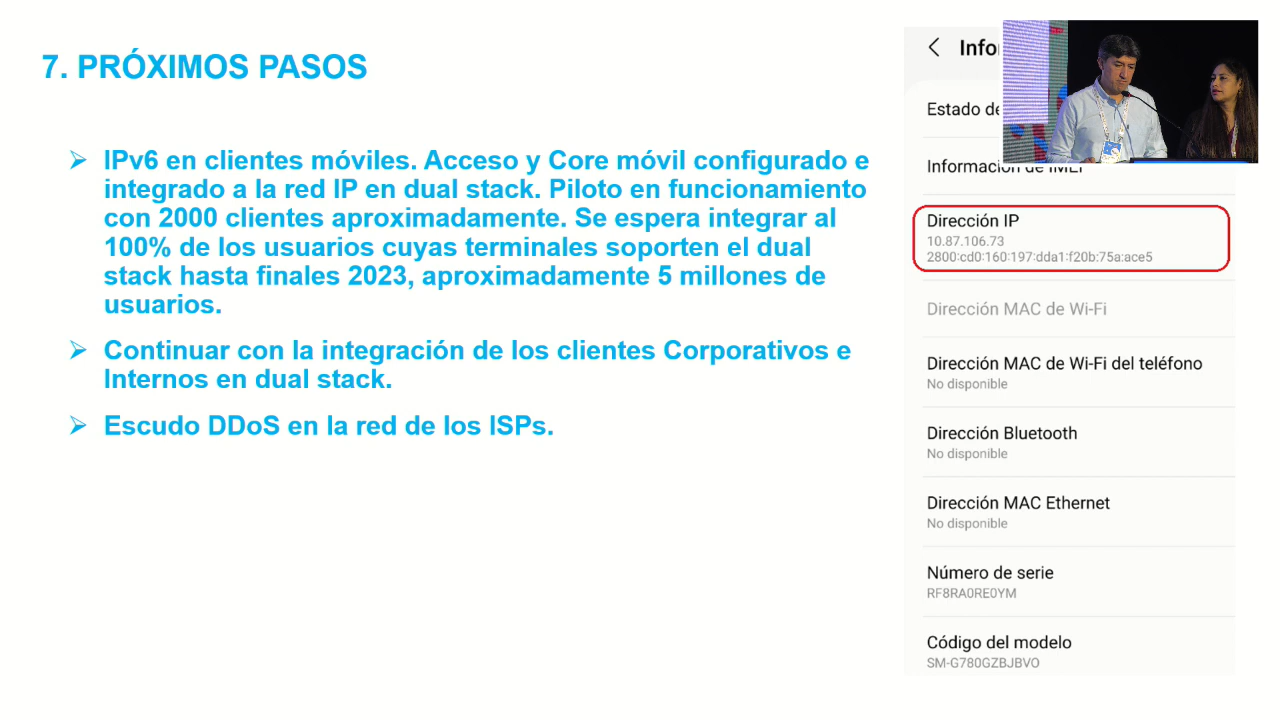 7. PRÓXIMOS PASOS
➢ IPv6 en clientes móviles. Acceso y Core móvil configurado e
integrado a la red IP en dual stack. Piloto en funcionamiento
con 2000 clientes aproximadamente. Se espera integrar al
100% de los usuarios cuyas terminales soporten el dual
stack hasta finales 2023, aproximadamente 5 millones de
usuarios.
➢ Continuar con la integración de los clientes Corporativos e
Internos en dual stack.
➢ Escudo DDoS en la red de los ISPs.
Info
Estado de
Información de IMEI
Dirección IP
10.87.106.73
2800:cd0:160:197:dda1:f20b:75a:ace5
Dirección MAC de Wi-Fi
Dirección MAC de Wi-Fi del teléfono
No disponible
Dirección Bluetooth
No disponible
Dirección MAC Ethernet
No disponible
Número de serie
RF8RA0RE0YM
Código del modelo
SM-G780GZBJBVO